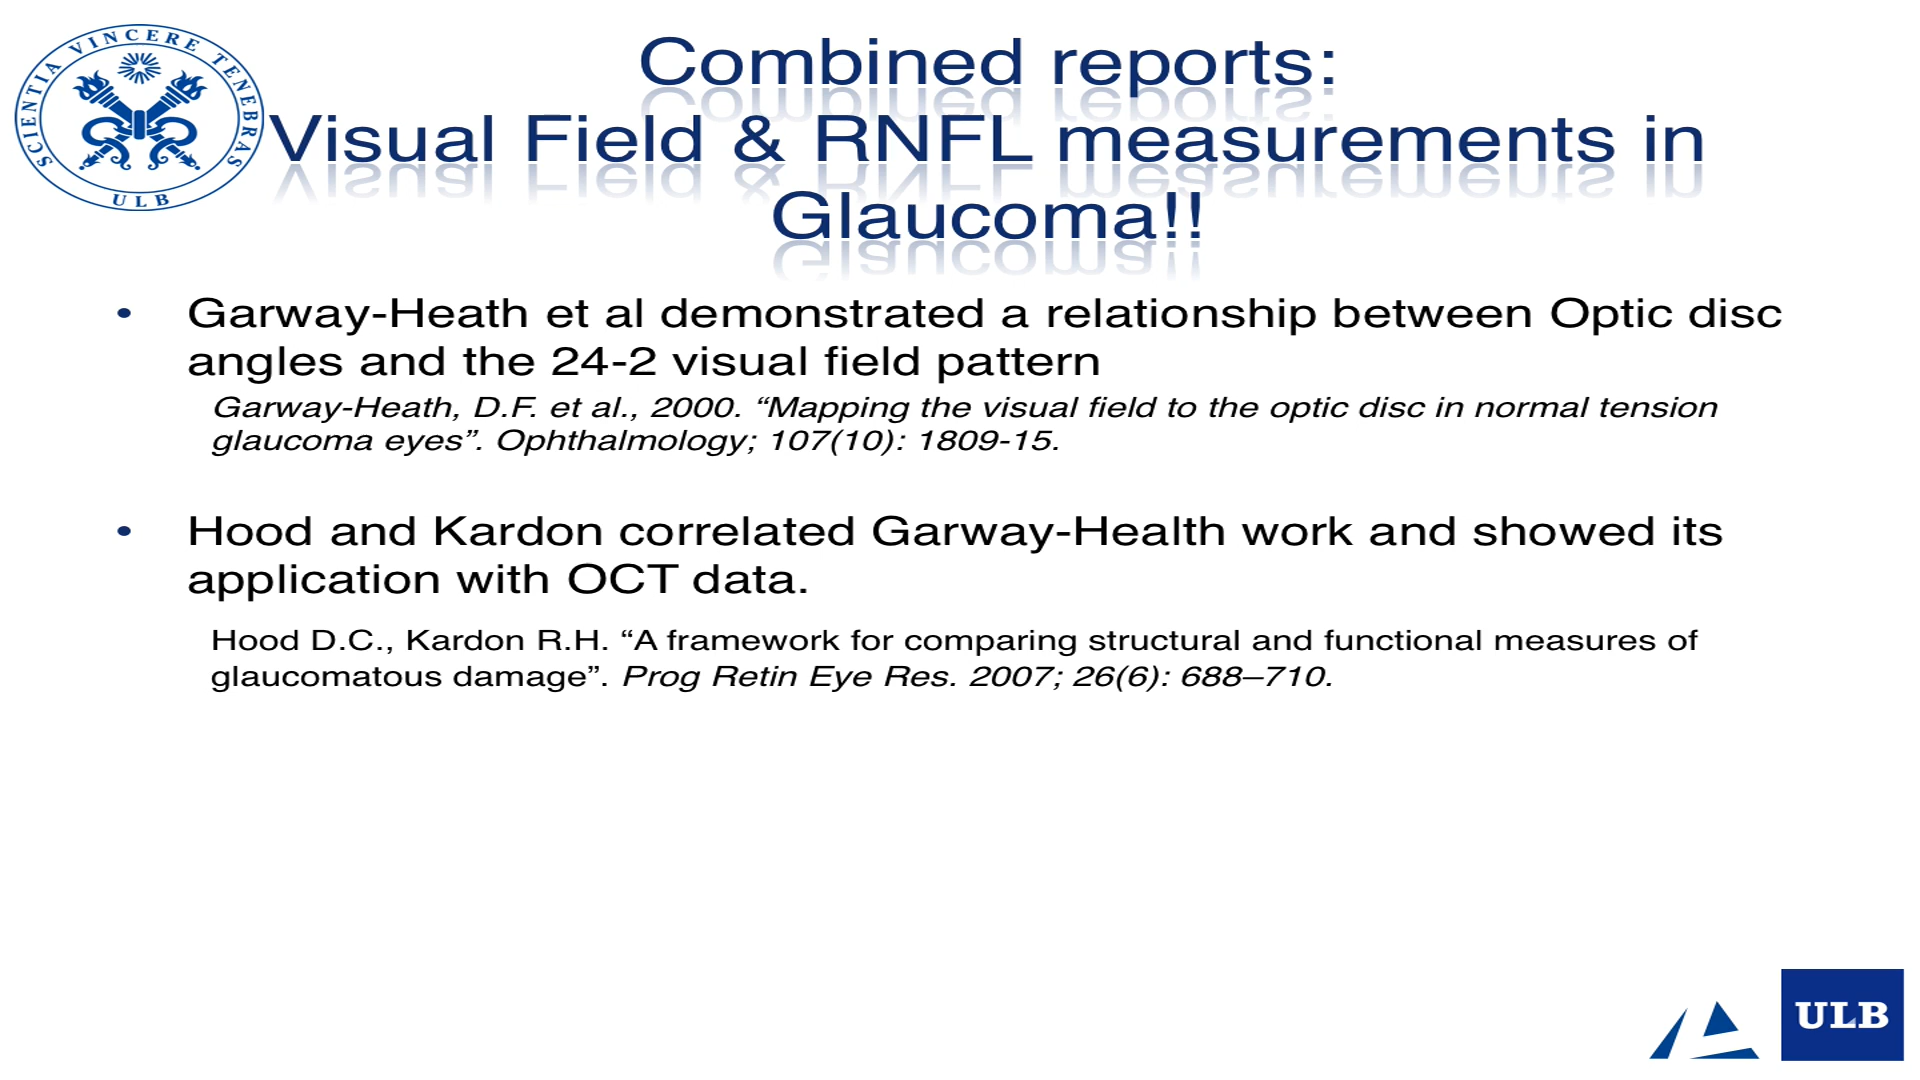 SCIENTIA VINCERE TENEBRAS
ULB
Combined reports:
Visual Field & RNFL measurements in
Glaucoma!!
• Garway-Heath et al demonstrated a relationship between Optic disc
angles and the 24-2 visual field pattern
Garway-Heath, D.F. et al., 2000. “Mapping the visual field to the optic disc in normal tension
glaucoma eyes”. Ophthalmology; 107(10): 1809-15.
• Hood and Kardon correlated Garway-Health work and showed its
application with OCT data.
Hood D.C., Kardon R.H. “A framework for comparing structural and functional measures of
glaucomatous damage”. Prog Retin Eye Res. 2007; 26(6): 688–710.
ULB